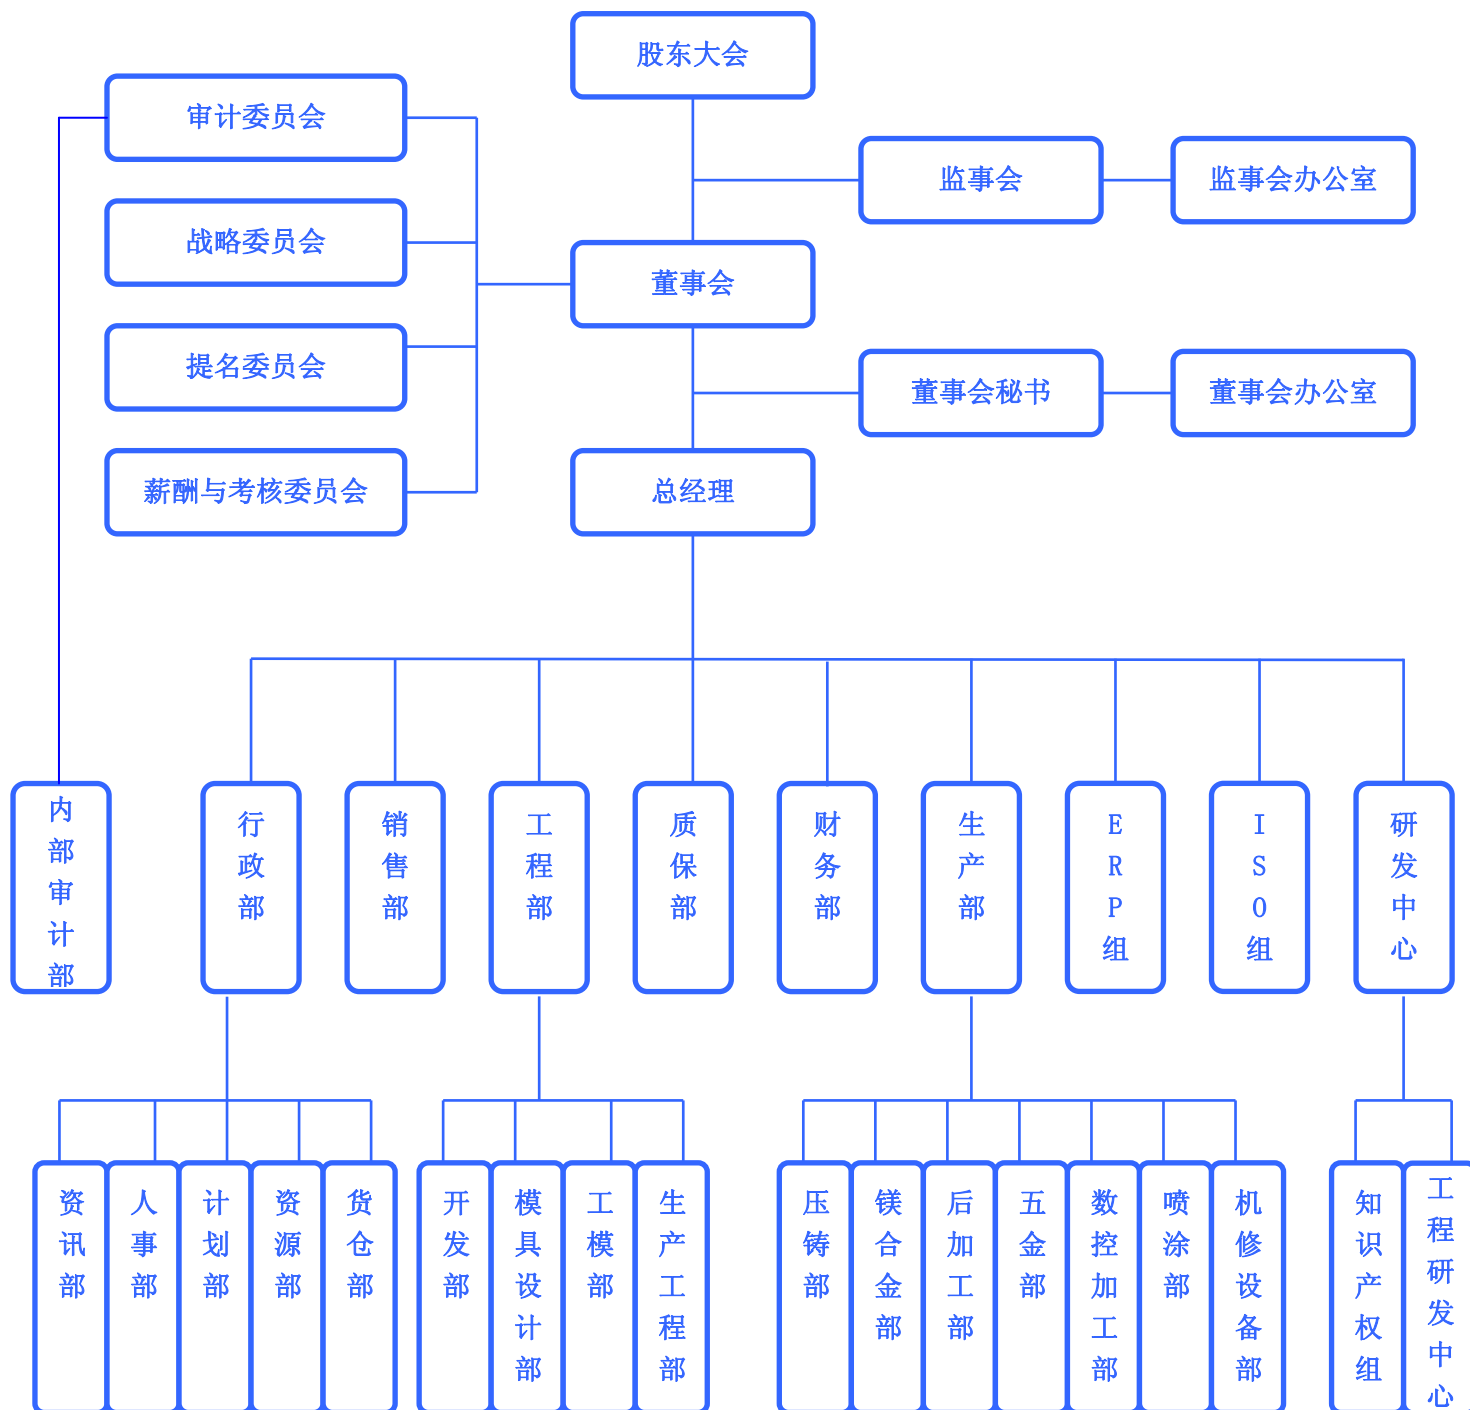 股东大会
审计委员会
监事会
监事会办公室
战略委员会
董事会
提名委员会
董事会秘书
董事会办公室
薪酬与考核委员会
总经理
内部审计部
行政部
销售部
工程部
质保部
财务部
生产部
ERP组
ISO组
研发中心
资讯部
人事部
计划部
资源部
货仓部
开发部
模具设计部
工模部
生产工程部
压铸部
镁合金部
后加工部
五金部
数控加工部
喷涂部
机修设备部
知识产权组
工程研发中心